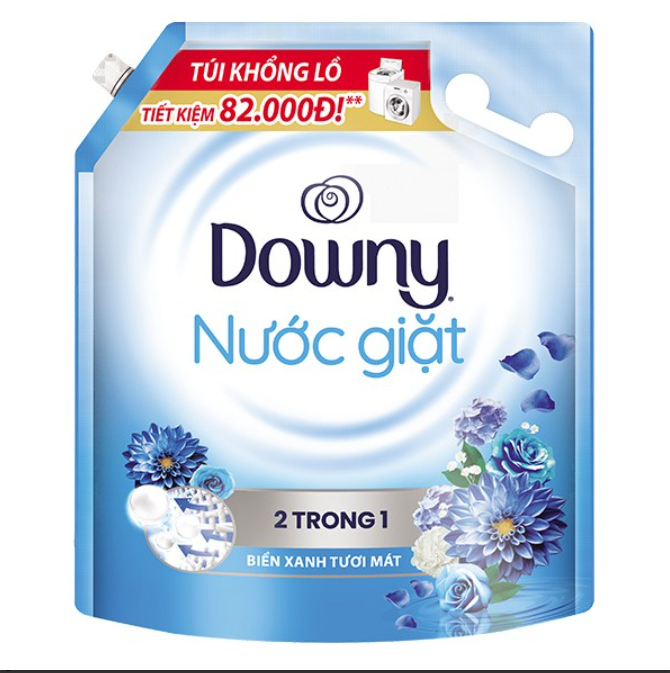 TÚI KHỔNG LỒ
TIẾT KIỆM 82.000Đ!**
Downy
Nước giặt
2 TRONG 1
BIỂN XANH TƯƠI MÁT